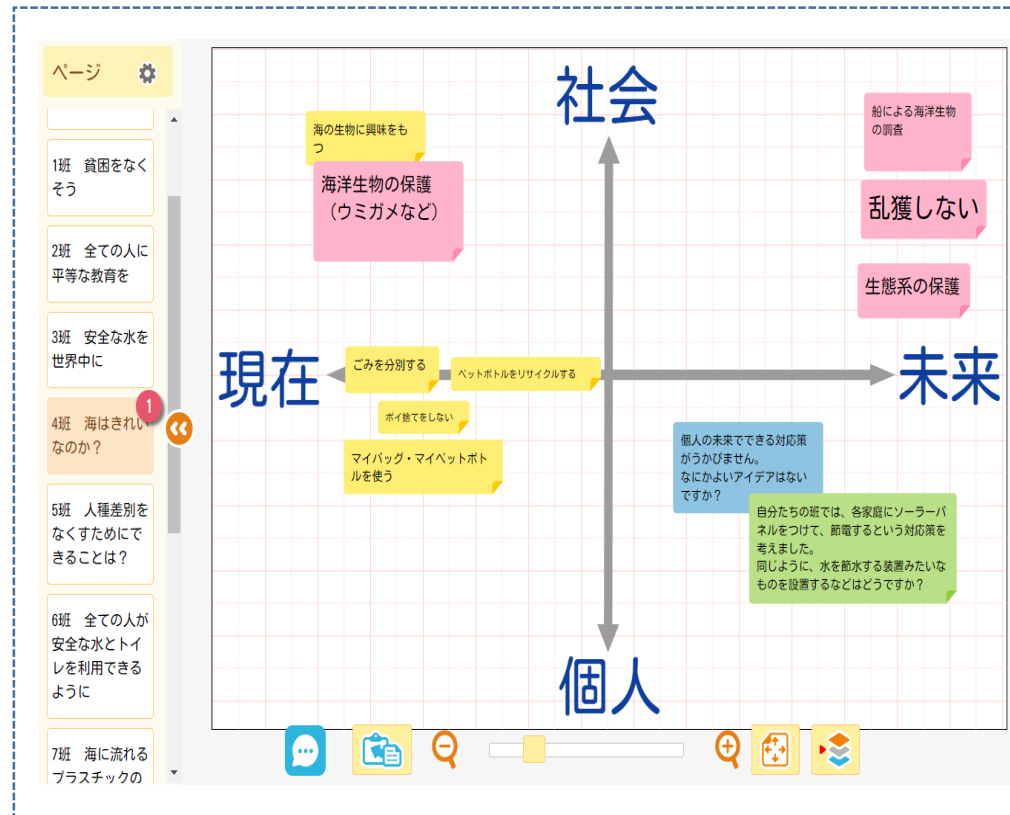 ページ
1班 貧困をなく
そう
2班 全ての人に
平等な教育を
3班 安全な水を
世界中に
4班 海はきれい
なのか？
1
5班 人種差別を
なくすためにで
きることは？
6班 全ての人が
安全な水とトイ
レを利用できる
ように
7班 海に流れる
プラスチックの
社会
海の生物に興味をも
つ
海洋生物の保護
（ウミガメなど）
船による海洋生物
の調査
乱獲しない
生態系の保護
現在
ごみを分別する
ペットボトルをリサイクルする
未来
ポイ捨てをしない
マイバッグ・マイペットボト
ルを使う
個人の未来でできる対応策
がうかびません。
なにかよいアイデアはない
ですか？
自分たちの班では、各家庭にソーラーパ
ネルをつけて、節電するという対応策を
考えました。
同じように、水を節水する装置みたいな
ものを設置するなどはどうですか？
個人